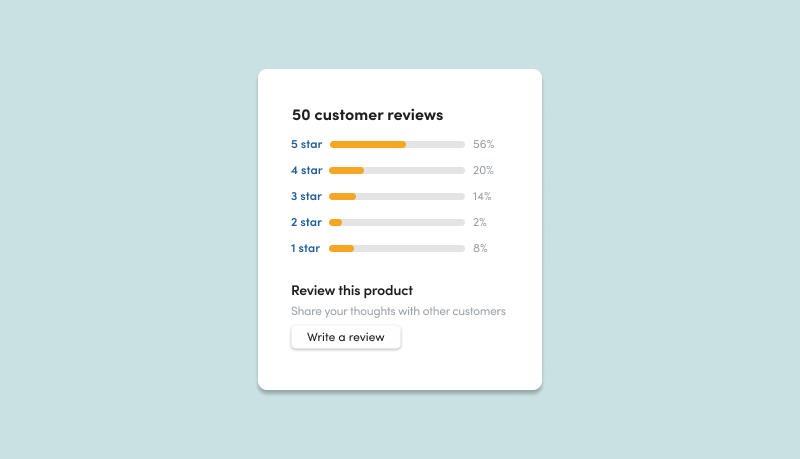 50 customer reviews
5 star 56%
4 star 20%
3 star 14%
2 star 2%
1 star 8%
Review this product
Share your thoughts with other customers
Write a review